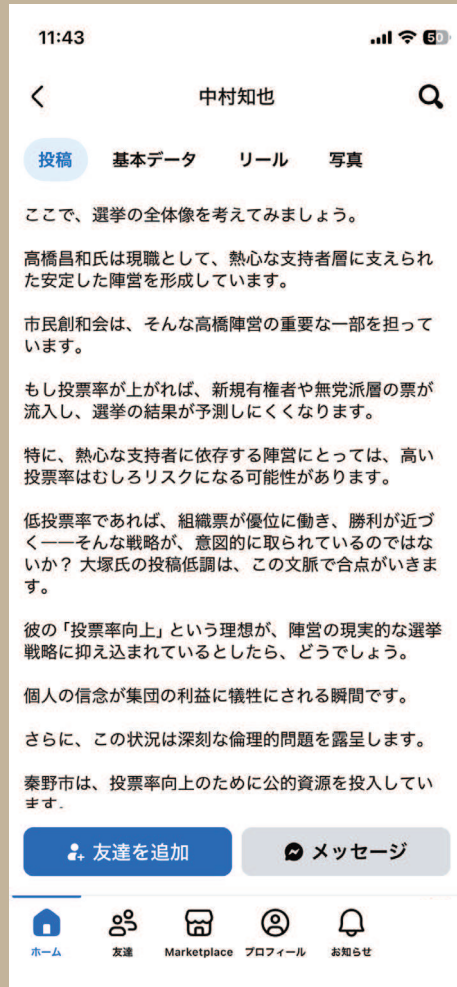 11:43
50
中村知也
投稿
基本データ
リール
写真
ここで、選挙の全体像を考えてみましょう。
高橋昌和氏は現職として、熱心な支持者層に支えられ
た安定した陣営を形成しています。
市民創和会は、そんな高橋陣営の重要な一部を担って
います。
もし投票率が上がれば、新規有権者や無党派層の票が
流入し、選挙の結果が予測しにくくなります。
特に、熱心な支持者に依存する陣営にとっては、高い
投票率はむしろリスクになる可能性があります。
低投票率であれば、組織票が優位に働き、勝利が近づ
く——そんな戦略が、意図的に取られているのではな
いか? 大塚氏の投稿低調は、この文脈で合点がいきま
す。
彼の「投票率向上」という理想が、陣営の現実的な選挙
戦略に抑え込まれているとしたら、どうでしょう。
個人の信念が集団の利益に犠牲にされる瞬間です。
さらに、この状況は深刻な倫理的問題を露呈します。
秦野市は、投票率向上のために公的資源を投入してい
ます。
友達を追加
メッセージ
ホーム
友達
Marketplace
プロフィール
お知らせ